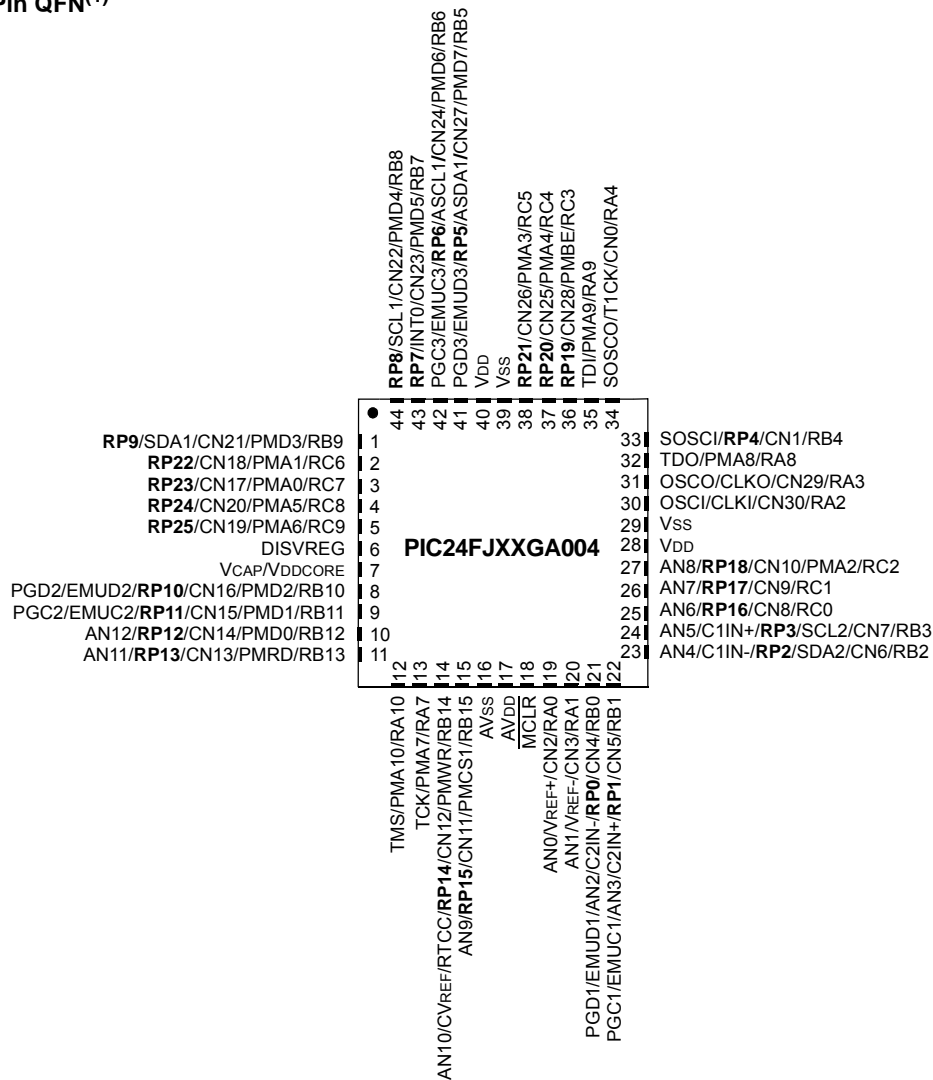 Pin QFN(1)
RP8/SCL1/CN22/PMD4/RB8
RP7/INT0/CN23/PMD5/RB7
PGC3/EMUC3/RP6/ASCL1/CN24/PMD6/RB6
PGD3/EMUD3/RP5/ASDA1/CN27/PMD7/RB5
VDD
VSS
RP21/CN26/PMA3/RC5
RP20/CN25/PMA4/RC4
RP19/CN28/PMBE/RC3
TDI/PMA9/RA9
SOSCO/T1CK/CN0/RA4
44 43 42 41 40 39 38 37 36 35 34
RP9/SDA1/CN21/PMD3/RB9 1
RP22/CN18/PMA1/RC6 2
RP23/CN17/PMA0/RC7 3
RP24/CN20/PMA5/RC8 4
RP25/CN19/PMA6/RC9 5
DISVREG 6
VCAP/VDDCORE 7
PGD2/EMUD2/RP10/CN16/PMD2/RB10 8
PGC2/EMUC2/RP11/CN15/PMD1/RB11 9
AN12/RP12/CN14/PMD0/RB12 10
AN11/RP13/CN13/PMRD/RB13 11
PIC24FJXXGA004
33 SOSCI/RP4/CN1/RB4
32 TDO/PMA8/RA8
31 OSCO/CLKO/CN29/RA3
30 OSCI/CLKI/CN30/RA2
29 VSS
28 VDD
27 AN8/RP18/CN10/PMA2/RC2
26 AN7/RP17/CN9/RC1
25 AN6/RP16/CN8/RC0
24 AN5/C1IN+/RP3/SCL2/CN7/RB3
23 AN4/C1IN-/RP2/SDA2/CN6/RB2
12 13 14 15 16 17 18 19 20 21 22
TMS/PMA10/RA10
TCK/PMA7/RA7
AN10/CVREF/RTCC/RP14/CN12/PMWR/RB14
AN9/RP15/CN11/PMCS1/RB15
AVSS
AVDD
MCLR
AN0/VREF+/CN2/RA0
AN1/VREF-/CN3/RA1
PGD1/EMUD1/AN2/C2IN-/RP0/CN4/RB0
PGC1/EMUC1/AN3/C2IN+/RP1/CN5/RB1